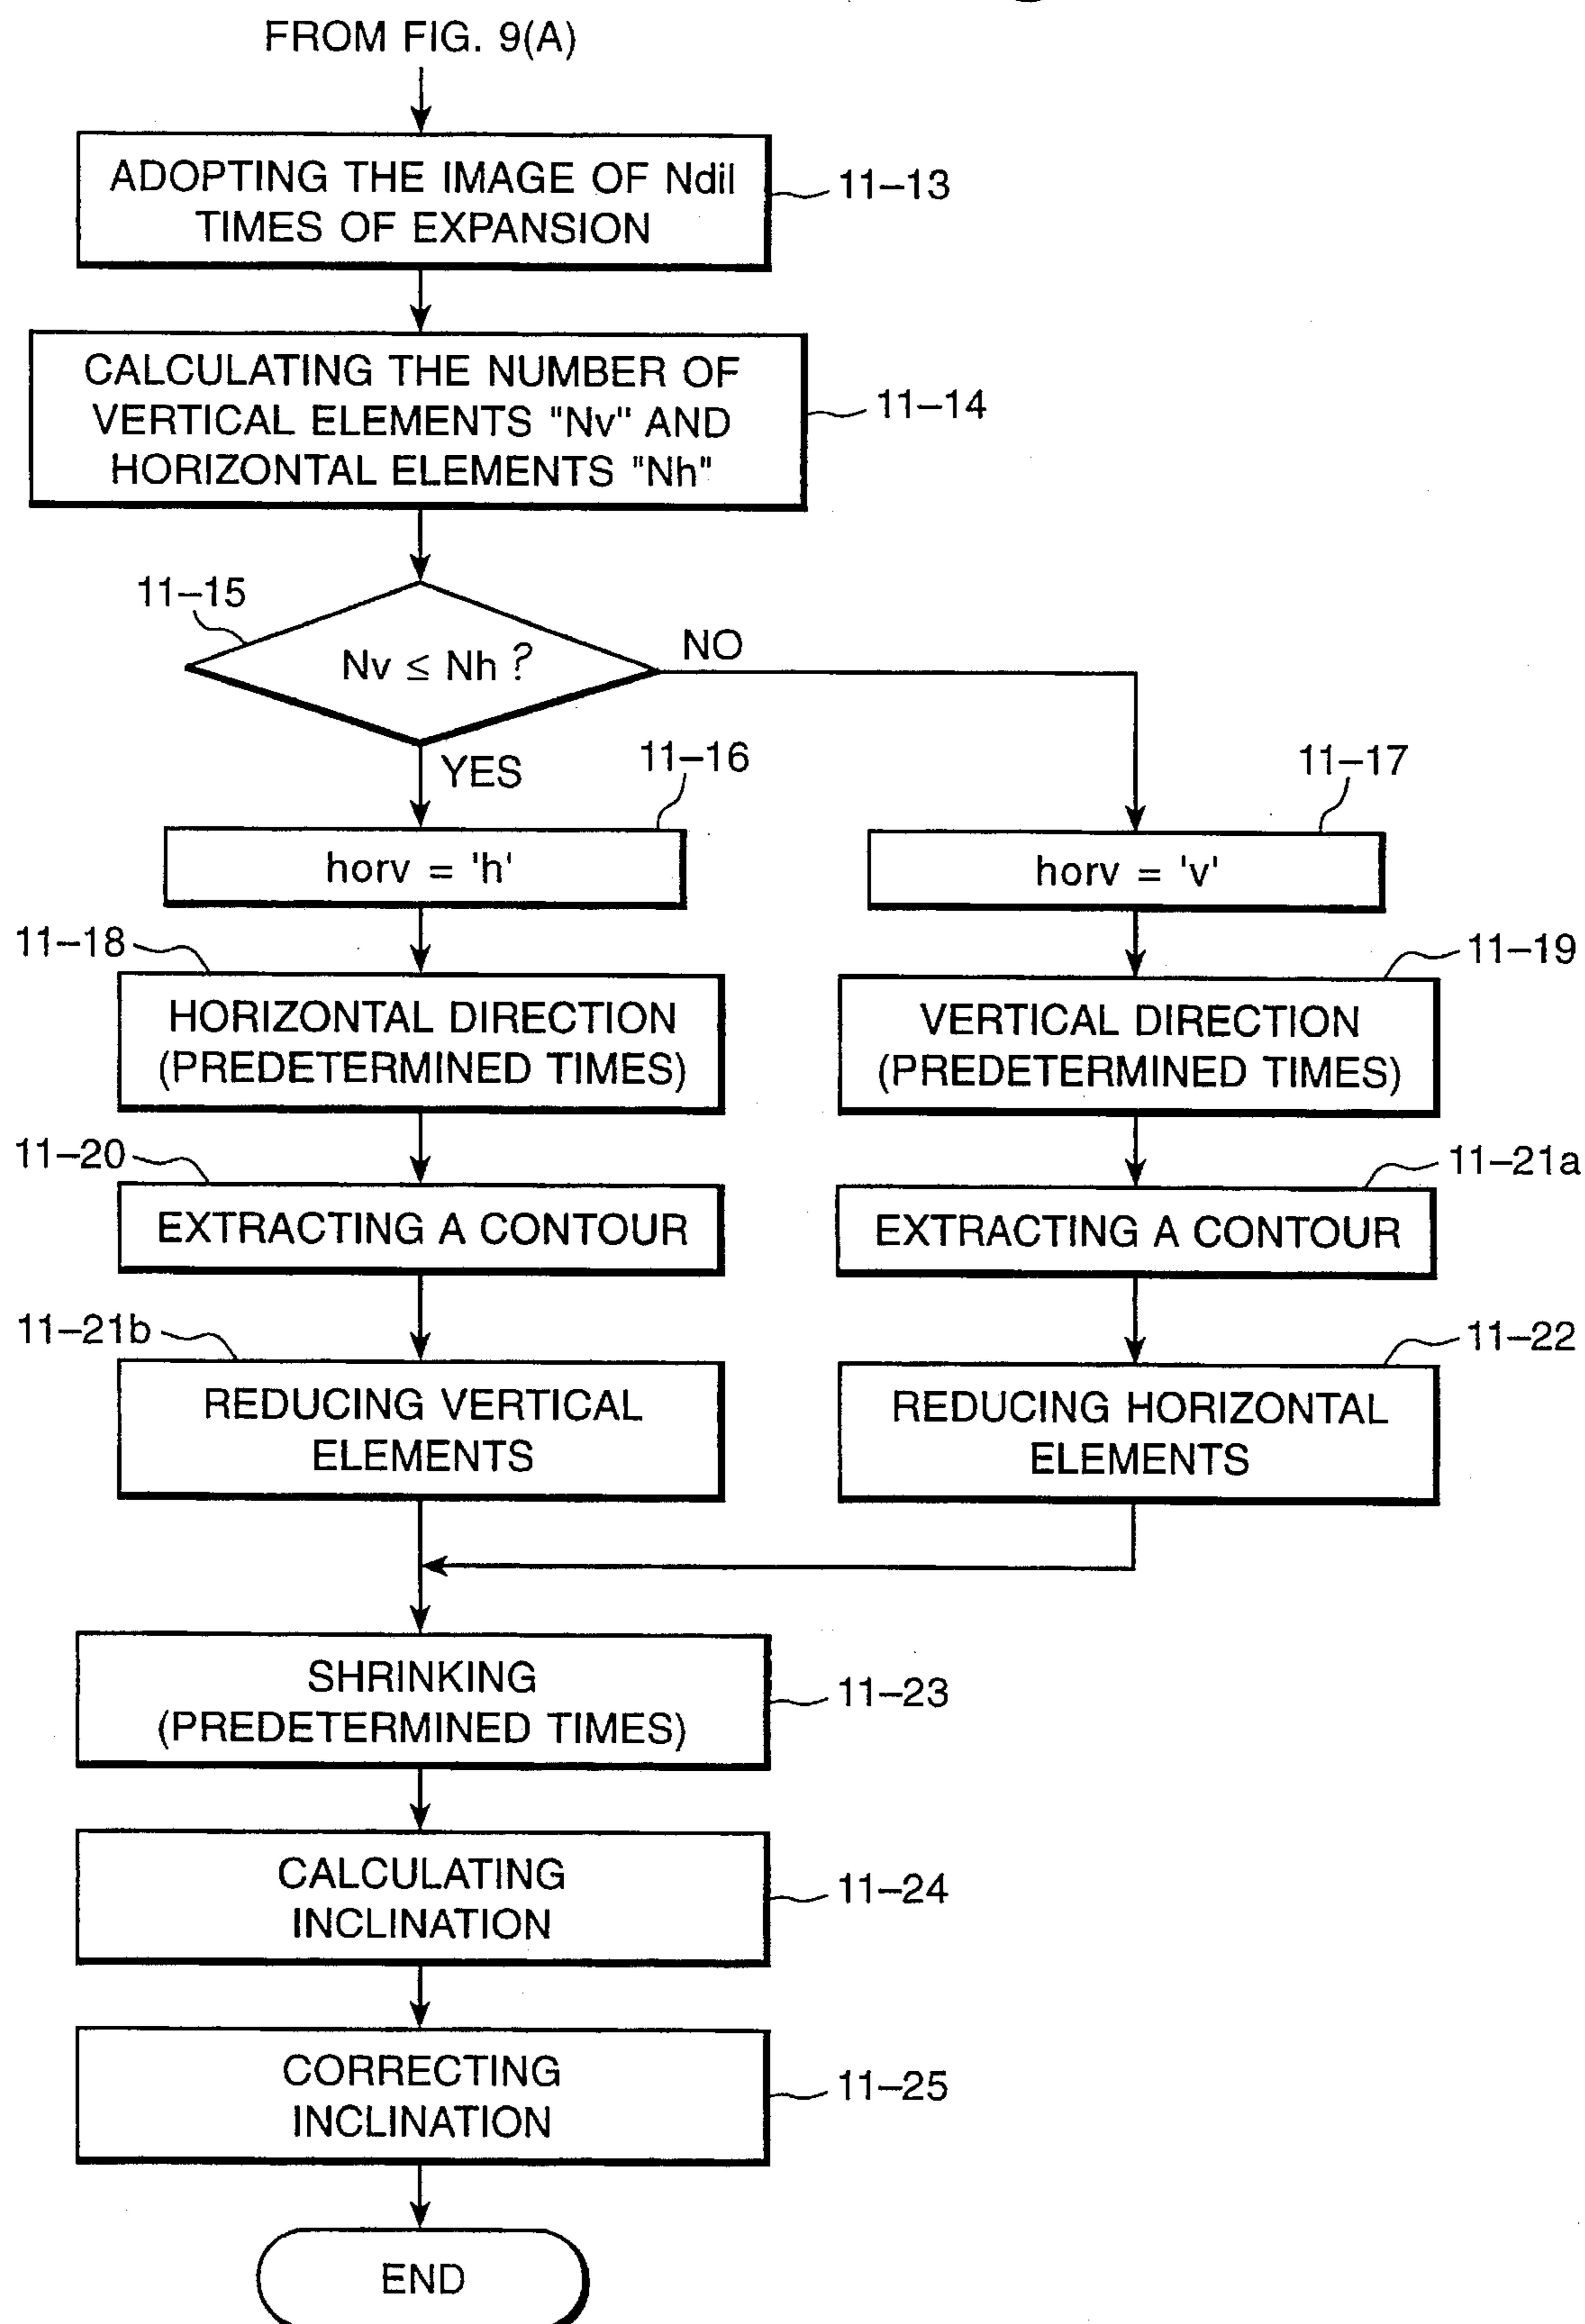 FROM FIG. 9(A)
ADOPTING THE IMAGE OF Ndil
TIMES OF EXPANSION
11–13
CALCULATING THE NUMBER OF
VERTICAL ELEMENTS "Nv" AND
HORIZONTAL ELEMENTS "Nh"
11–14
11–15
Nv ≤ Nh ?
NO
YES
11–16
11–17
horv = 'h'
horv = 'v'
11–18
11–19
HORIZONTAL DIRECTION
(PREDETERMINED TIMES)
VERTICAL DIRECTION
(PREDETERMINED TIMES)
11–20
11–21a
EXTRACTING A CONTOUR
EXTRACTING A CONTOUR
11–21b
11–22
REDUCING VERTICAL
ELEMENTS
REDUCING HORIZONTAL
ELEMENTS
SHRINKING
(PREDETERMINED TIMES)
11–23
CALCULATING
INCLINATION
11–24
CORRECTING
INCLINATION
11–25
END